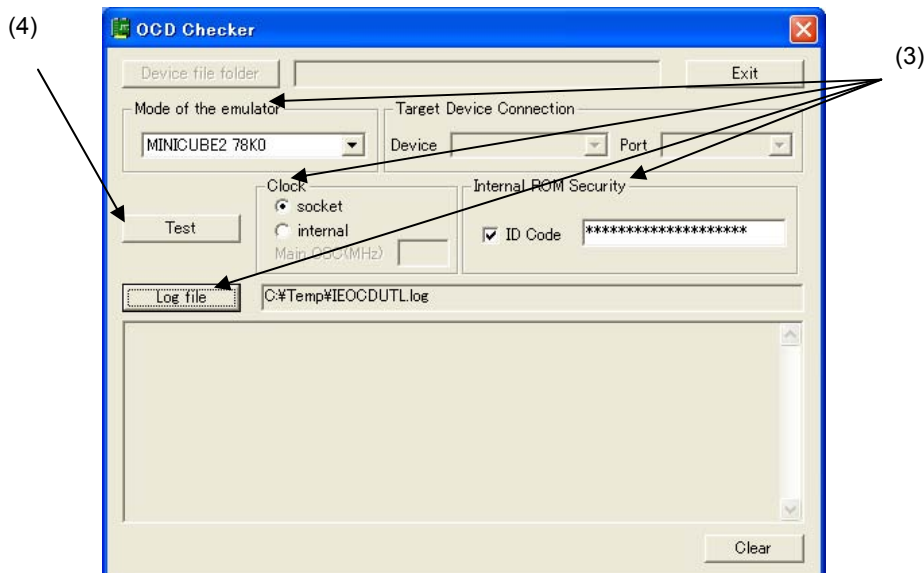 (4)
OCD Checker
(3)
Device file folder
Exit
Mode of the emulator
Target Device Connection
MINICUBE2 78K0
Device
Port
Clock
Internal ROM Security
socket
Test
internal
ID Code
********************
Main OSC(MHz)
Log file
C:¥Temp¥IEOCDUTL.log
Clear